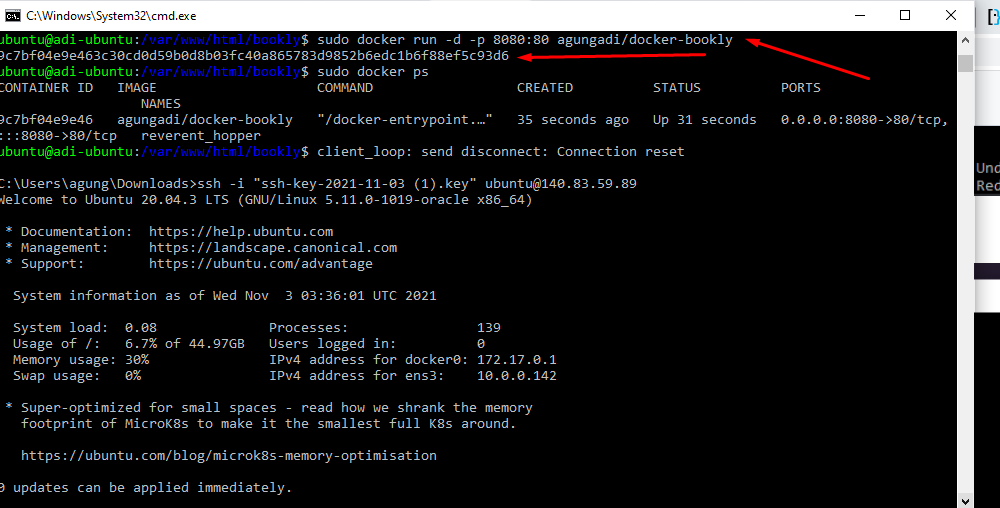 C:\Windows\System32\cmd.exe
ubuntu@adi-ubuntu:/var/www/html/bookly$ sudo docker run -d -p 8080:80 agungadi/docker-bookly
9c7bf04e9e463c30cd0d59b0d8b03fc40a865783d9852b6edc1b6f88ef5c93d6
ubuntu@adi-ubuntu:/var/www/html/bookly$ sudo docker ps
CONTAINER ID   IMAGE                    COMMAND                  CREATED          STATUS          PORTS
                  NAMES
9c7bf04e9e46   agungadi/docker-bookly   "/docker-entrypoint.…"   35 seconds ago   Up 31 seconds   0.0.0.0:8080->80/tcp,
:::8080->80/tcp   reverent_hopper
ubuntu@adi-ubuntu:/var/www/html/bookly$ client_loop: send disconnect: Connection reset
C:\Users\agung\Downloads>ssh -i "ssh-key-2021-11-03 (1).key" ubuntu@140.83.59.89
Welcome to Ubuntu 20.04.3 LTS (GNU/Linux 5.11.0-1019-oracle x86_64)
* Documentation:  https://help.ubuntu.com
* Management:     https://landscape.canonical.com
* Support:        https://ubuntu.com/advantage
System information as of Wed Nov  3 03:36:01 UTC 2021
System load:  0.08              Processes:                139
Usage of /:   6.7% of 44.97GB   Users logged in:          0
Memory usage: 30%               IPv4 address for docker0: 172.17.0.1
Swap usage:   0%                IPv4 address for ens3:    10.0.0.142
* Super-optimized for small spaces - read how we shrank the memory
footprint of MicroK8s to make it the smallest full K8s around.
https://ubuntu.com/blog/microk8s-memory-optimisation
0 updates can be applied immediately.
Und
Red